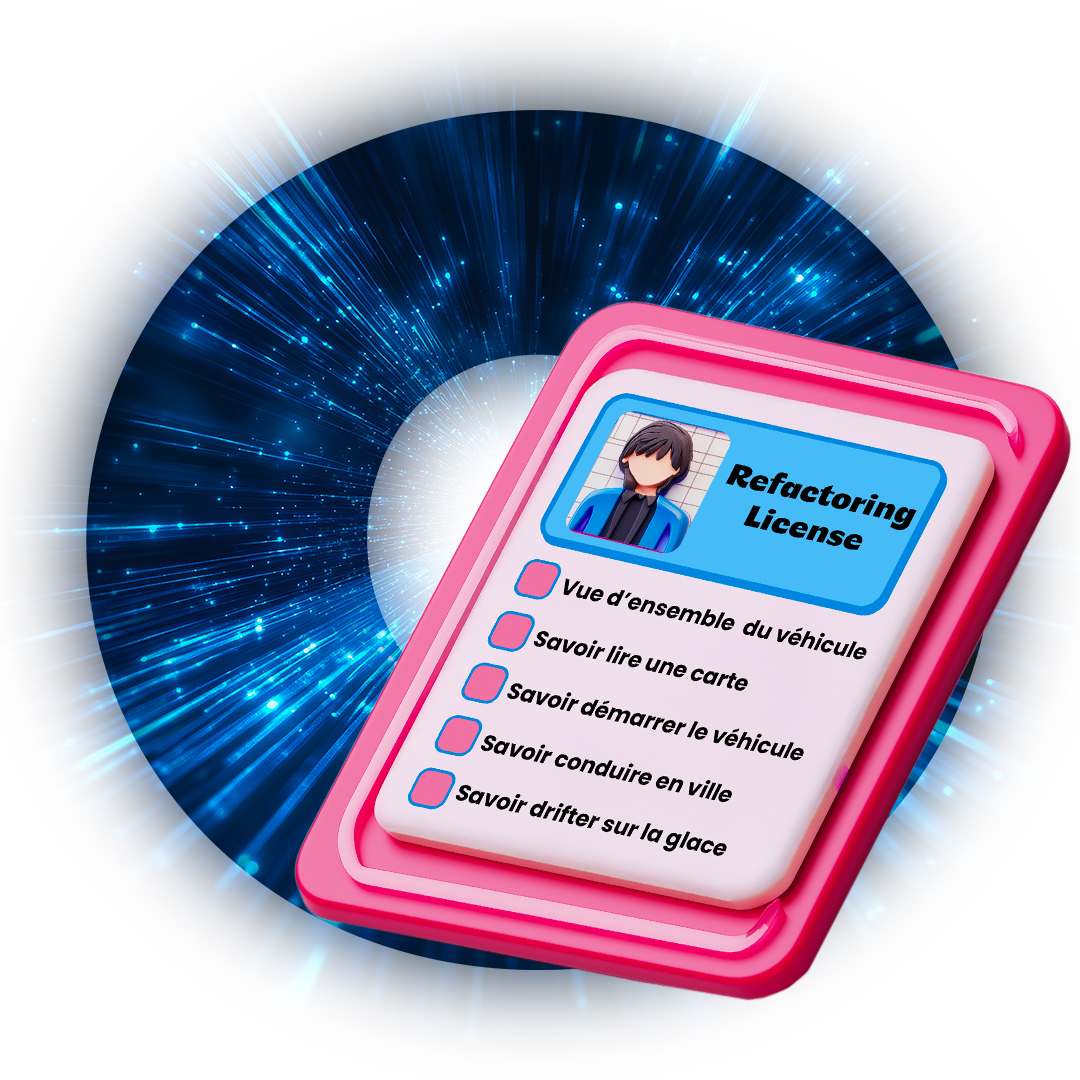 Refactoring
License
Vue d'ensemble du véhicule
Savoir lire une carte
Savoir démarrer le véhicule
Savoir conduire en ville
Savoir drifter sur la glace